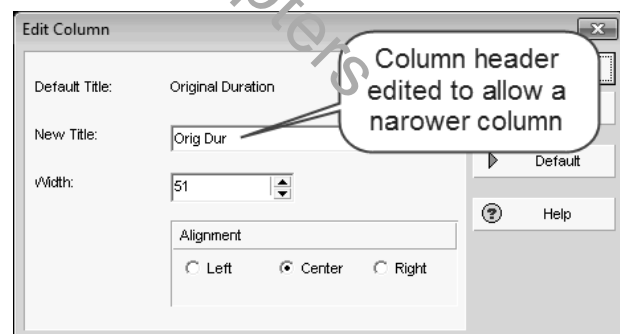 Edit Column
Column header
edited to allow a
narower column
Default Title: Original Duration
New Title: Orig Dur
Default
Width: 51
Help
Alignment
Left Center Right